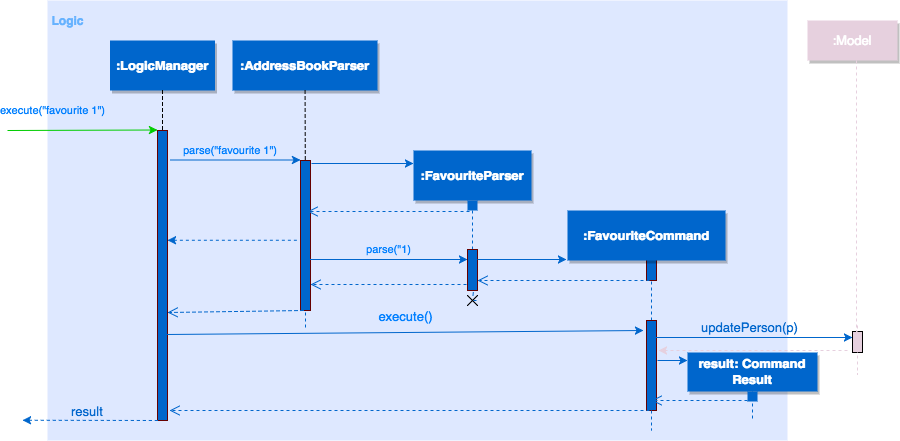 Logic
:Model
:LogicManager
:AddressBookParser
execute("favourite 1")
parse("favourite 1")
:FavouriteParser
:FavouriteCommand
parse("1)
execute()
updatePerson(p)
result: Command
Result
result